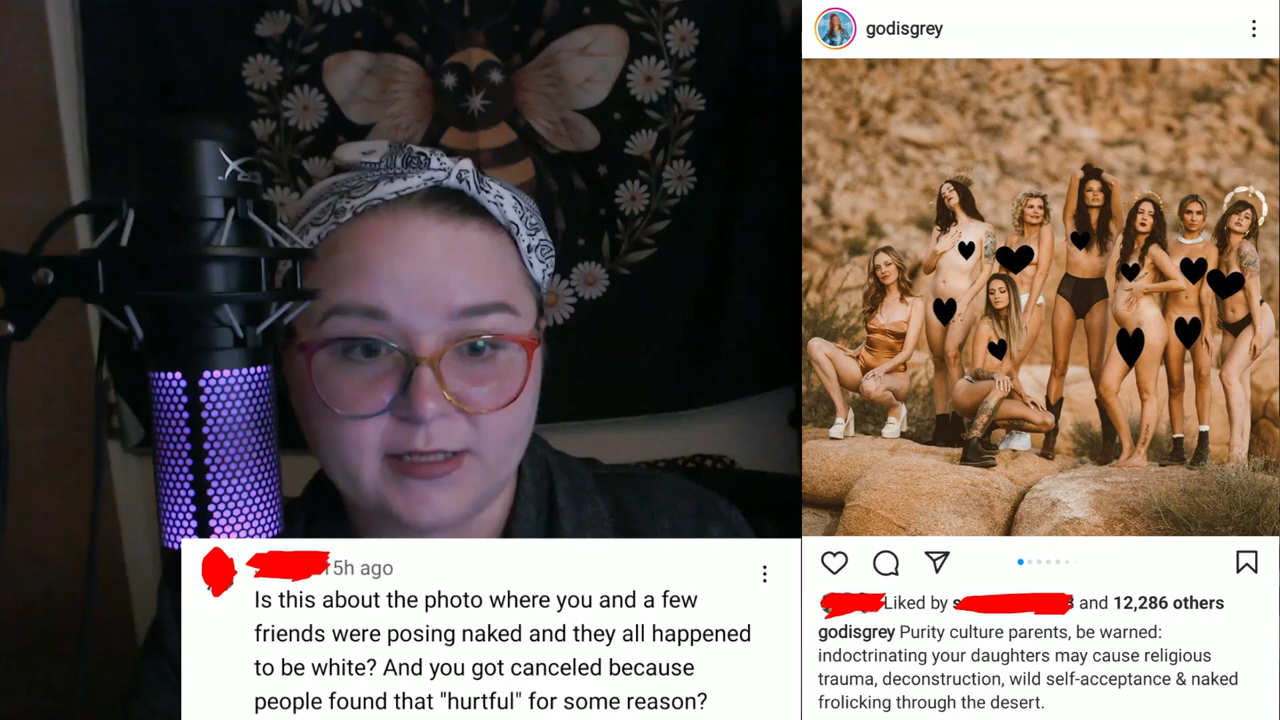 5h ago
Is this about the photo where you and a few
friends were posing naked and they all happened
to be white? And you got canceled because
people found that "hurtful" for some reason?
godisgrey
Liked by s and 12,286 others
godisgrey Purity culture parents, be warned:
indoctrinating your daughters may cause religious
trauma, deconstruction, wild self-acceptance & naked
frolicking through the desert.